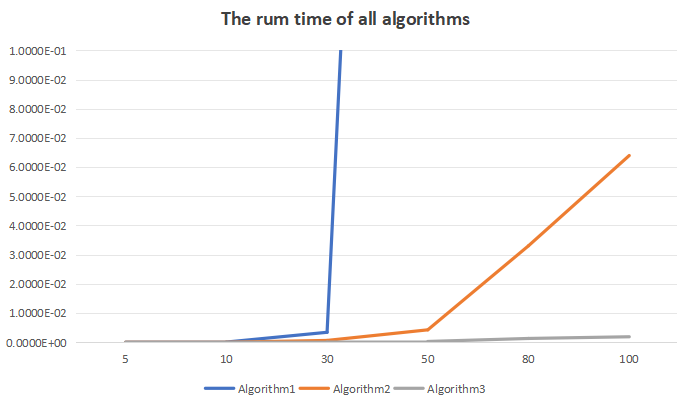 The rum time of all algorithms
1.0000E-01
9.0000E-02
8.0000E-02
7.0000E-02
6.0000E-02
5.0000E-02
4.0000E-02
3.0000E-02
2.0000E-02
1.0000E-02
0.0000E+00
5 10 30 50 80 100
Algorithm1 Algorithm2 Algorithm3